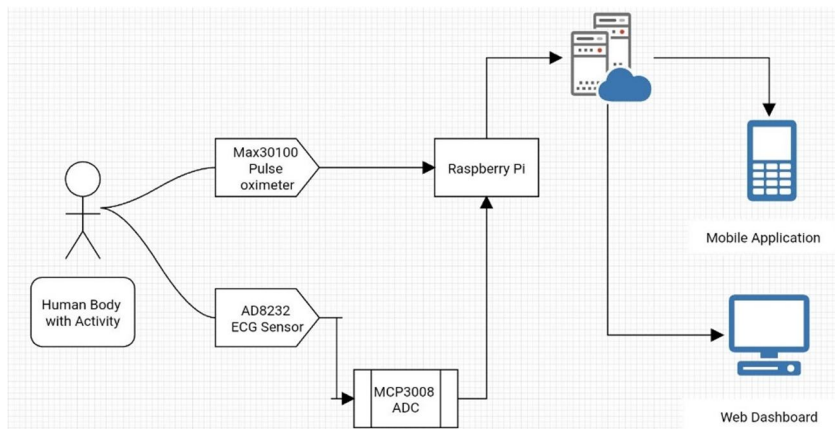 Max30100
Pulse
oximeter
Raspberry Pi
Mobile Application
Human Body
with Activity
AD8232
ECG Sensor
MCP3008
ADC
Web Dashboard